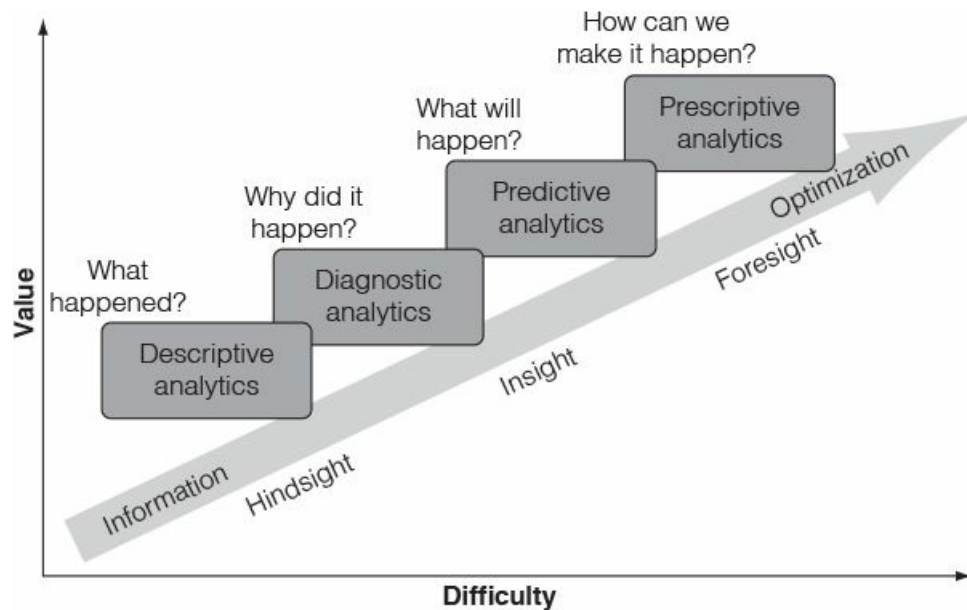 How can we
make it happen?
Prescriptive
analytics
What will
happen?
Predictive
analytics
Why did it
happen?
Diagnostic
analytics
What
happened?
Descriptive
analytics
Information
Optimization
Hindsight
Insight
Foresight
Value
Difficulty